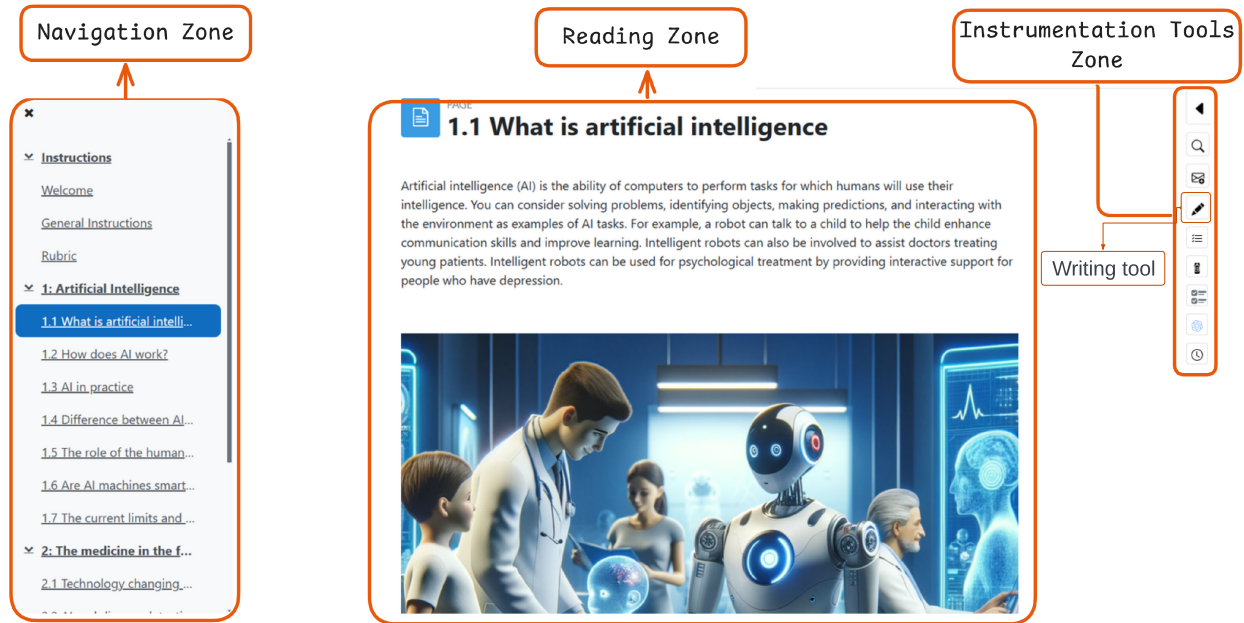 Navigation Zone
Reading Zone
Instrumentation Tools
Zone
Instructions
Welcome
General Instructions
Rubric
1: Artificial Intelligence
1.1 What is artificial intelli...
1.2 How does AI work?
1.3 AI in practice
1.4 Difference between AI...
1.5 The role of the human...
1.6 Are AI machines smart...
1.7 The current limits and ...
2: The medicine in the f...
2.1 Technology changing ...
PAGE
1.1 What is artificial intelligence
Artificial intelligence (AI) is the ability of computers to perform tasks for which humans will use their
intelligence. You can consider solving problems, identifying objects, making predictions, and interacting with
the environment as examples of AI tasks. For example, a robot can talk to a child to help the child enhance
communication skills and improve learning. Intelligent robots can also be involved to assist doctors treating
young patients. Intelligent robots can be used for psychological treatment by providing interactive support for
people who have depression.
Writing tool